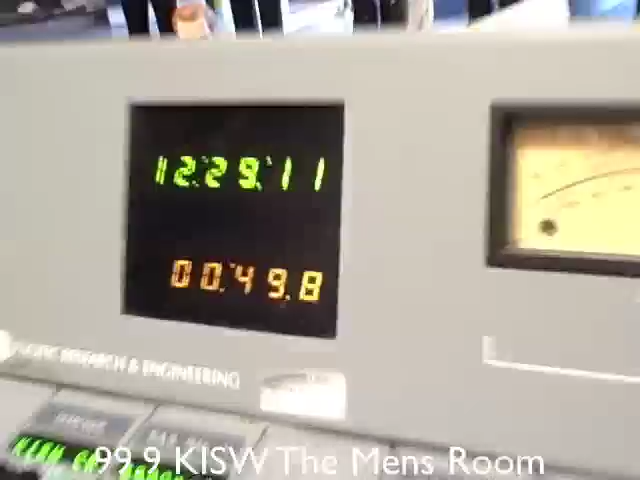 12:29:11
00:49.8
PACIFIC RESEARCH & ENGINEERING
99.9 KISW The Mens Room